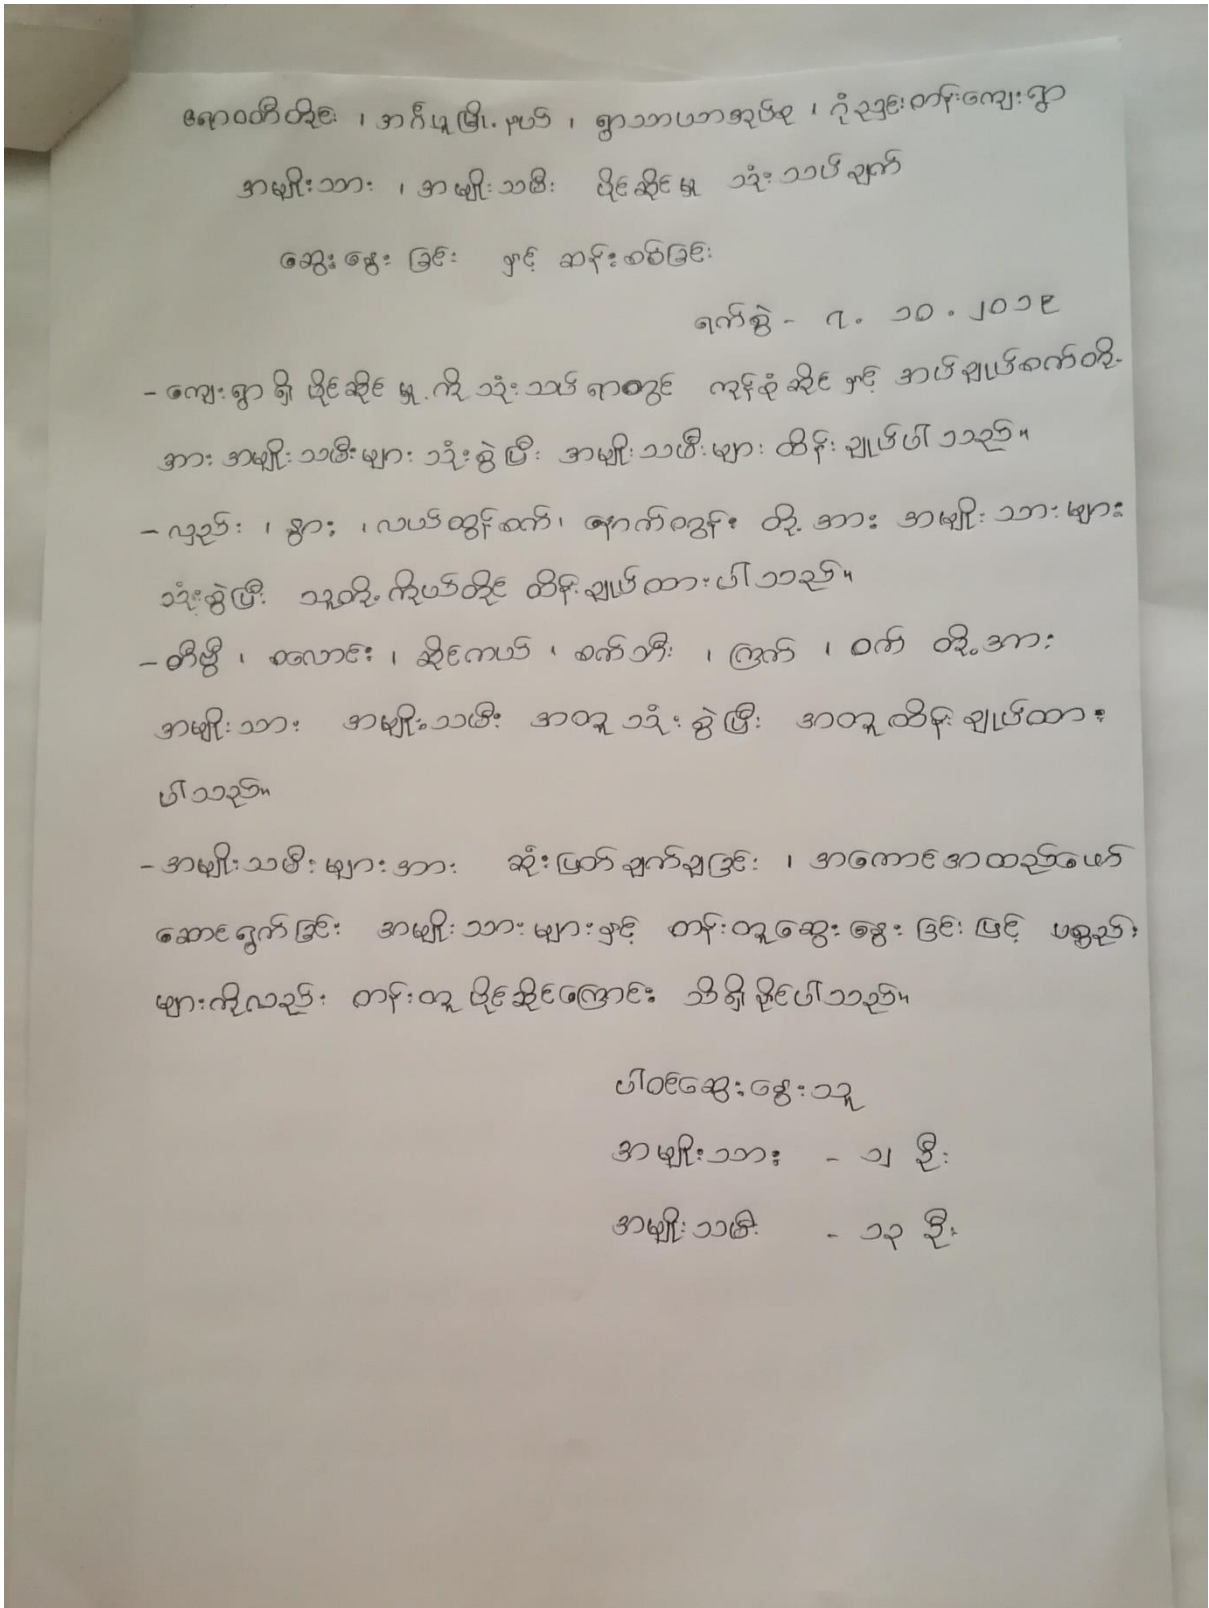 ဧရာဝတီတိုင်း ၊ အင်္ဂပူမြို့နယ် ၊ ရွာသာယာအုပ်စု ၊ ဂုံညှင်းတန်းကျေးရွာ
အမျိုးသား ၊ အမျိုးသမီး ပိုင်ဆိုင်မှု သုံးသပ်ချက်
ဆွေးနွေးခြင်း နှင့် ဆန်းစစ်ခြင်း
ရက်စွဲ - ၇. ၁၀ . ၂၀၁၉
- ကျေးရွာရှိ ပိုင်ဆိုင်မှု့ကို သုံးသပ်ရာတွင် ကုန်စုံဆိုင် နှင့် အပ်ချုပ်စက်တို့
အား အမျိုးသမီးများ သုံးစွဲပြီး အမျိုးသမီးများ ထိန်းချုပ်ပါသည်။
- လှည်း ၊ နွား ၊ လယ်ထွန်စက်၊ နောက်တွန်း တို့အား အမျိုးသားများ
သုံးစွဲပြီး သူတို့ကိုယ်တိုင် ထိန်းချုပ်ထားပါသည်။
- တီဗွီ ၊ စလောင်း ၊ ဆိုင်ကယ် ၊ စက်ဘီး ၊ ကြက် ၊ ဝက် တို့အား
အမျိုးသား အမျိုးသမီး အတူသုံးစွဲပြီး အတူထိန်းချုပ်ထား
ပါသည်။
- အမျိုးသမီးများအား ဆုံးဖြတ်ချက်ချခြင်း ၊ အကောင်အထည်ဖော်
ဆောင်ရွက်ခြင်း အမျိုးသားများနှင့် တန်းတူဆွေးနွေးခြင်းဖြင့် ပစ္စည်း
များကိုလည်း တန်းတူပိုင်ဆိုင်ကြောင်း သိရှိနိုင်ပါသည်။
ပါဝင်ဆွေးနွေးသူ
အမျိုးသား - ၁၂ ဦး
အမျိုးသမီး - ၁၃ ဦး